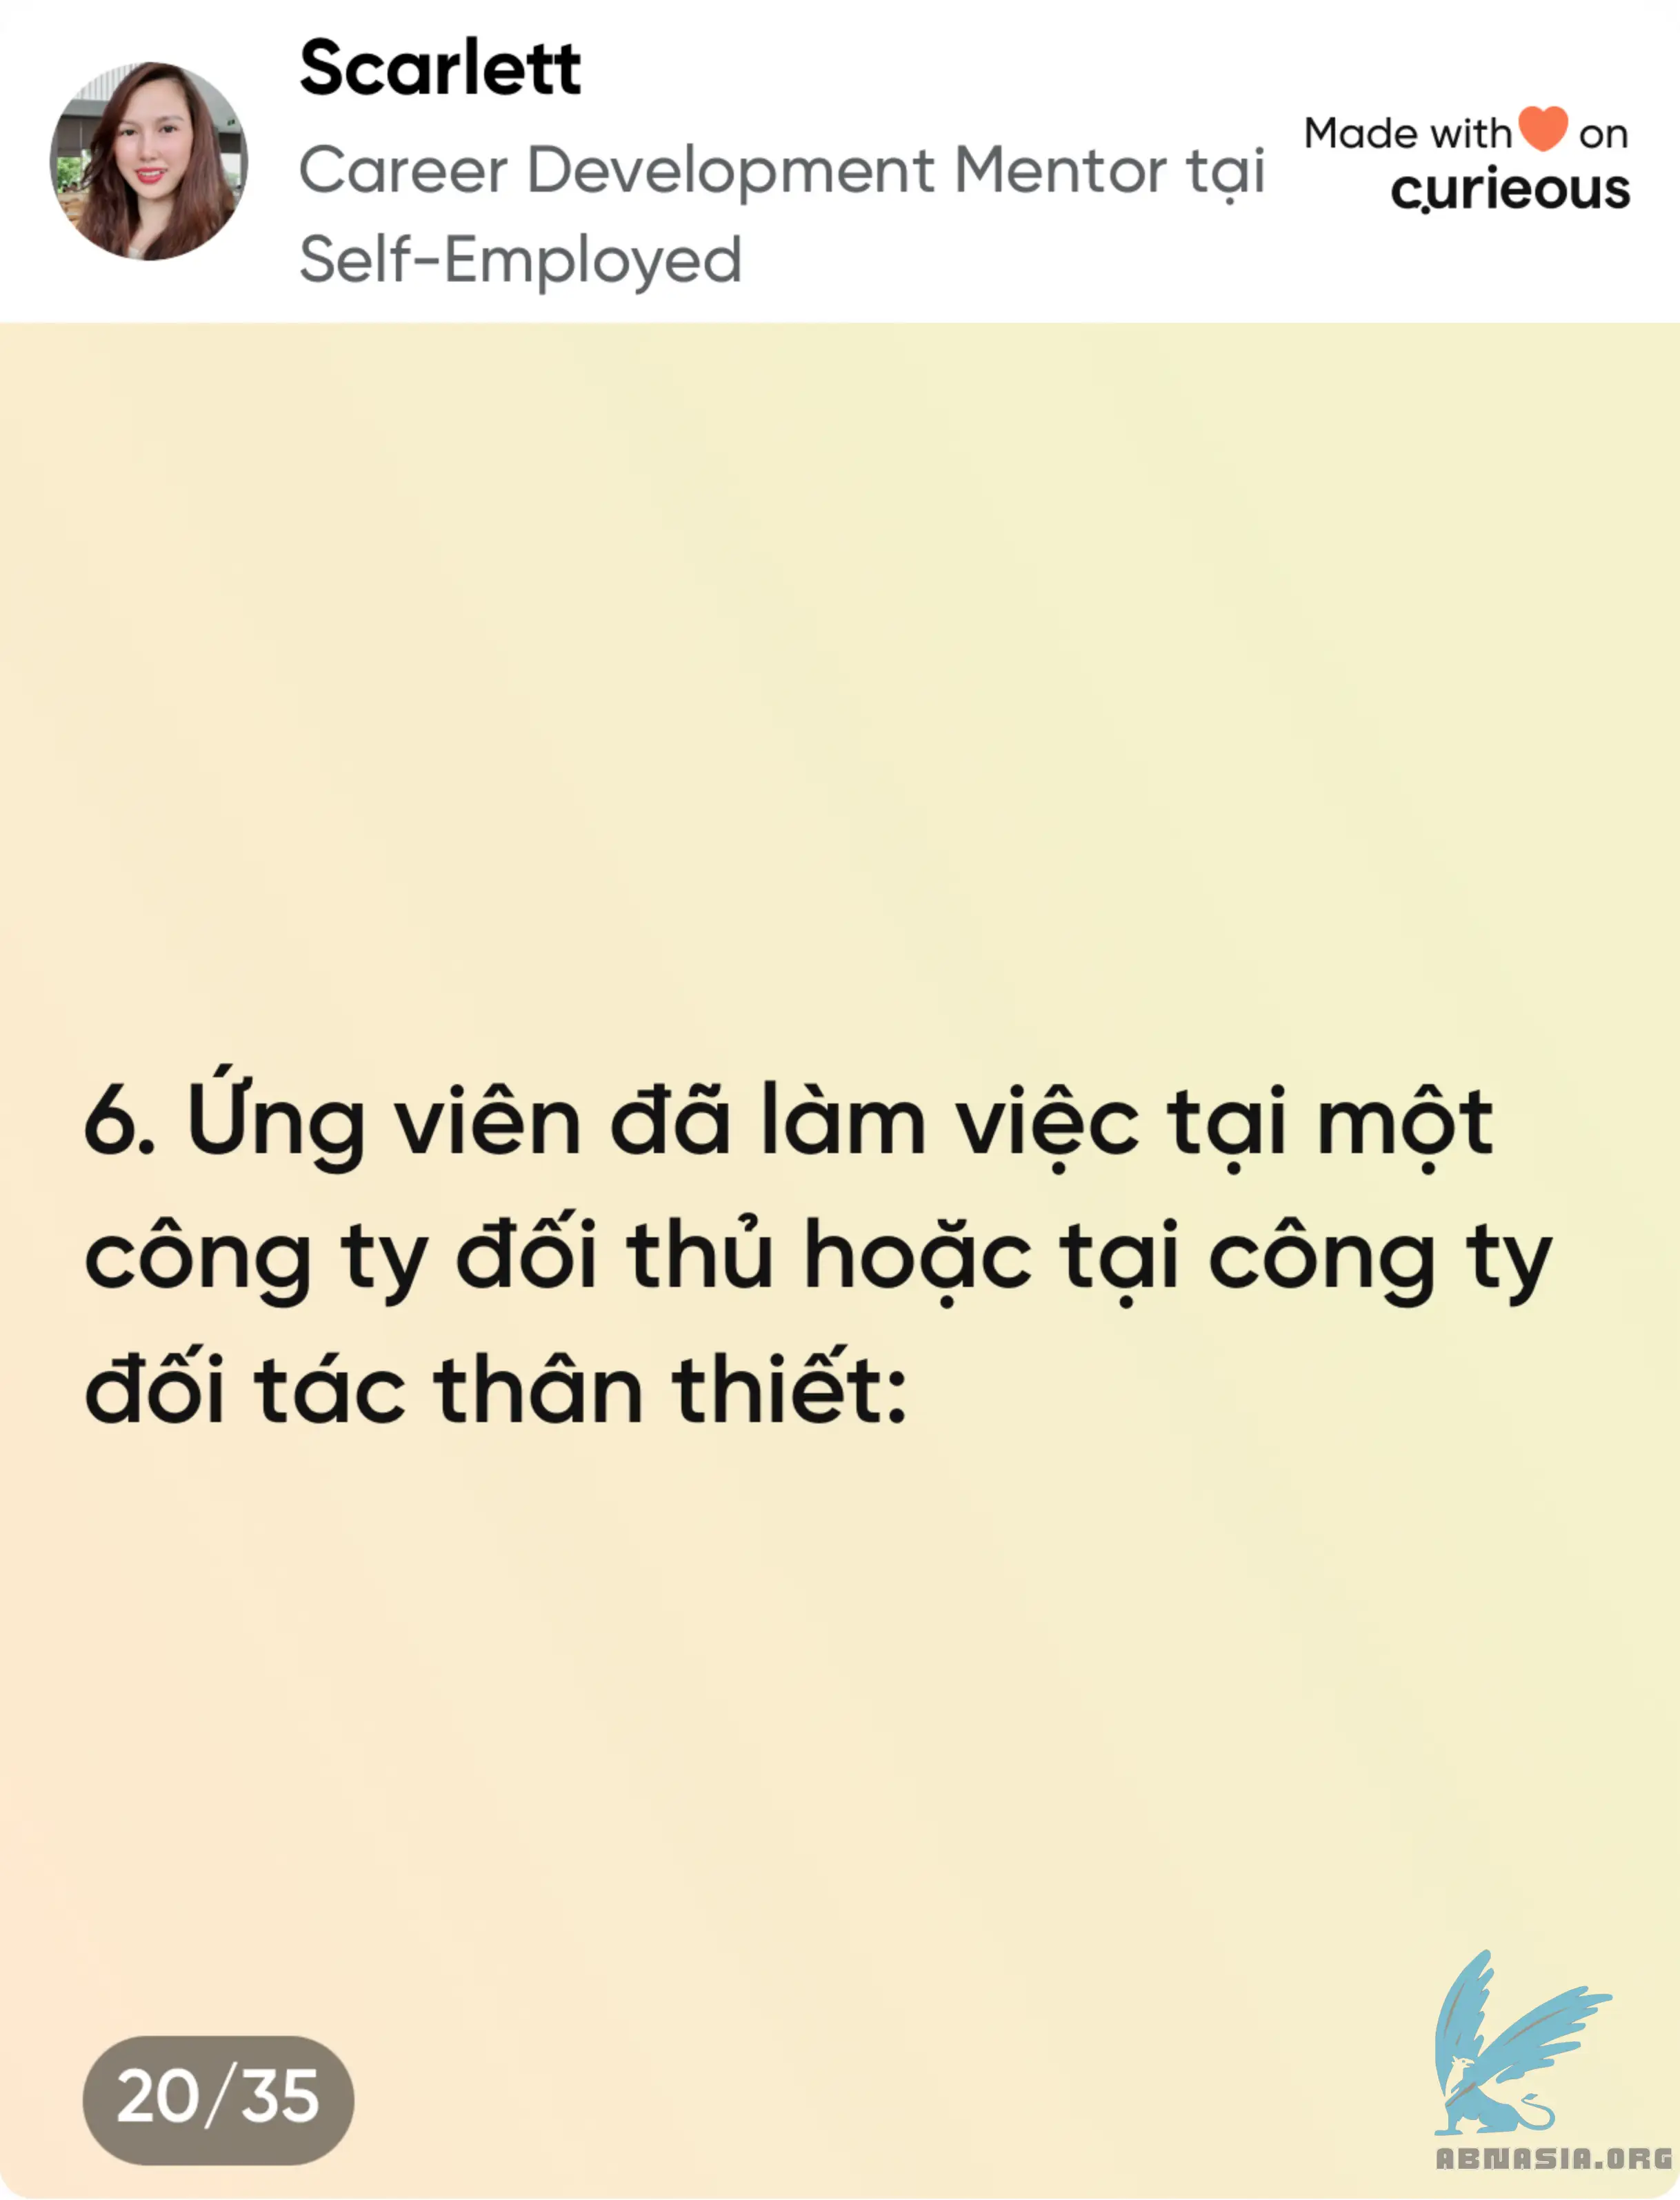 Scarlett
Career Development Mentor tại
Self-Employed
Made with on
curieous
6. Ứng viên đã làm việc tại một
công ty đối thủ hoặc tại công ty
đối tác thân thiết:
20/35
ABNASIA.ORG